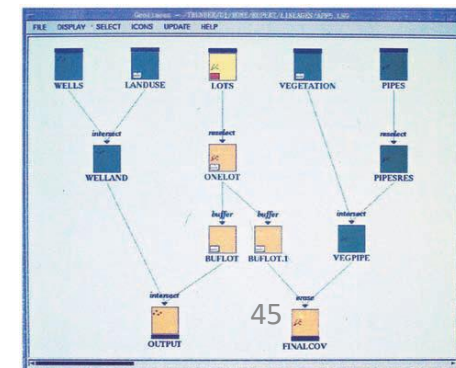 FILE DISPLAY SELECT ICONS UPDATE HELP
WELLS LANDUSE LOTS VEGETATION PIPES
intersect reselect reselect
WELLAND ONELOT PIPESRES
buffer buffer intersect
BUFLOT BUFLOT.1 VEGPIPE
intersect erase
45
OUTPUT FINALCOV